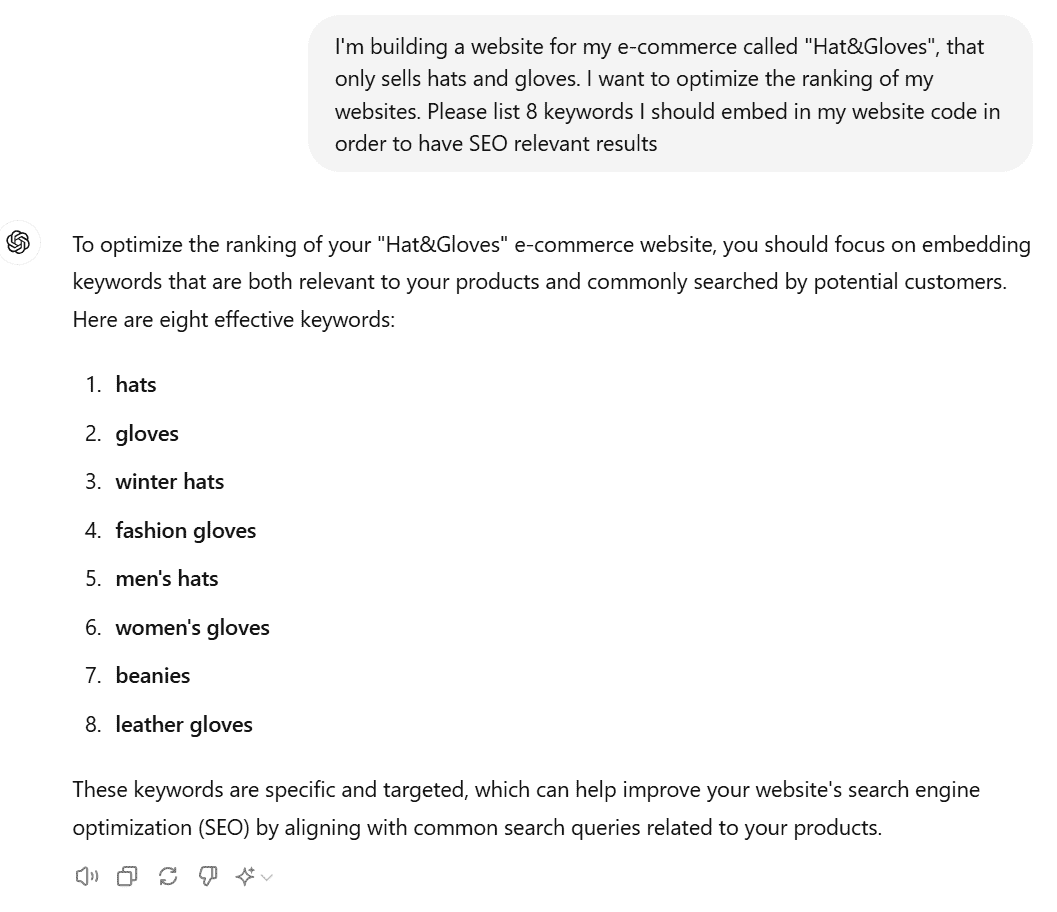 I'm building a website for my e-commerce called "Hat&Gloves", that
only sells hats and gloves. I want to optimize the ranking of my
websites. Please list 8 keywords I should embed in my website code in
order to have SEO relevant results
To optimize the ranking of your "Hat&Gloves" e-commerce website, you should focus on embedding
keywords that are both relevant to your products and commonly searched by potential customers.
Here are eight effective keywords:
1. hats
2. gloves
3. winter hats
4. fashion gloves
5. men's hats
6. women's gloves
7. beanies
8. leather gloves
These keywords are specific and targeted, which can help improve your website's search engine
optimization (SEO) by aligning with common search queries related to your products.